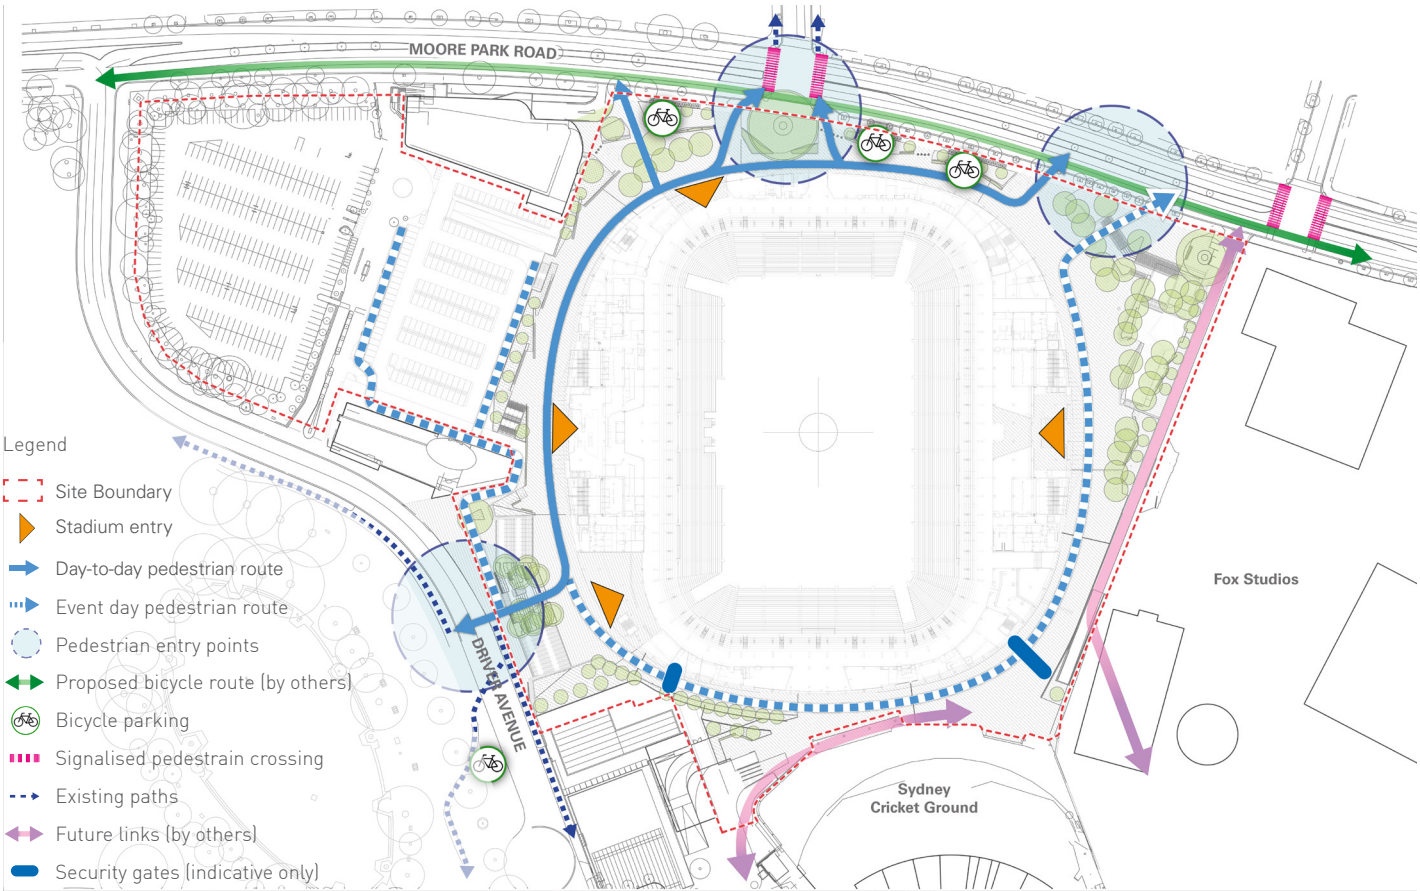 MOORE PARK ROAD
Legend
Site Boundary
Stadium entry
Day-to-day pedestrian route
Event day pedestrian route
Pedestrian entry points
Proposed bicycle route (by others)
Bicycle parking
Signalised pedestrain crossing
Existing paths
Future links (by others)
Security gates (indicative only)
DRIVER AVENUE
Fox Studios
Sydney
Cricket Ground